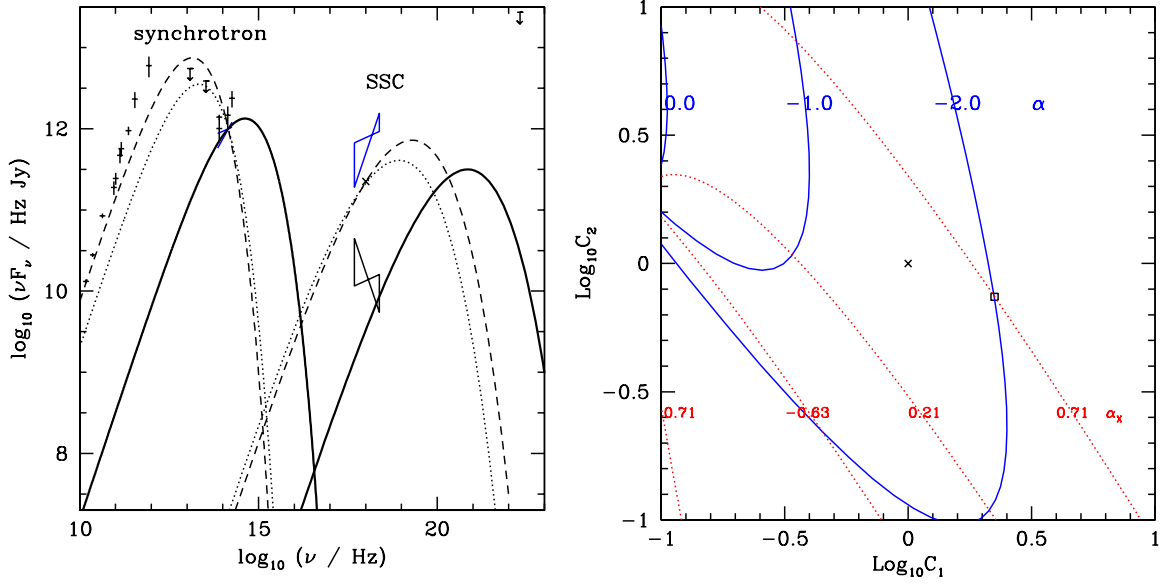 synchrotron
SSC
12
10
8
log₁₀ (νFν / Hz Jy)
10
15
20
log₁₀ (ν / Hz)
1
0.5
0
−0.5
−1
Log₁₀C₂
0.0
−1.0
−2.0
α
0.71
−0.63
0.21
0.71
αₓ
−1
−0.5
0
0.5
1
Log₁₀C₁